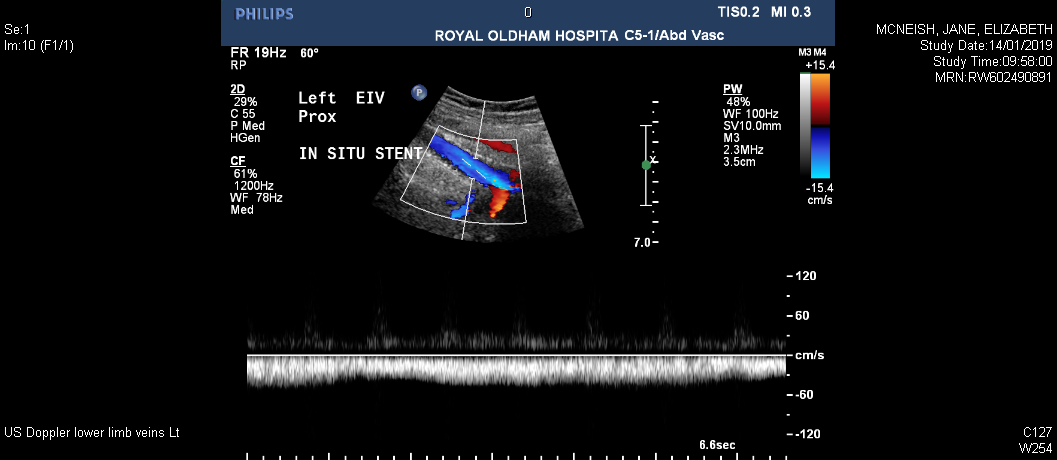 PHILIPS
0
TIS0.2 MI 0.3
ROYAL OLDHAM HOSPITA C5-1/Abd Vasc
Se:1
Im:10 (F1/1)
MCNEISH, JANE, ELIZABETH
Study Date:14/01/2019
Study Time:09:58:00
MRN:RW602490891
FR 19Hz 60°
RP
2D
29%
C 55
P Med
HGen
CF
61%
1200Hz
WF 78Hz
Med
Left EIV
Prox
IN SITU STENT
P
x
7.0
PW
48%
WF 100Hz
SV10.0mm
M3
2.3MHz
3.5cm
M3 M4
+15.4
-15.4
cm/s
120
60
cm/s
-60
-120
6.6sec
US Doppler lower limb veins Lt
C127
W254